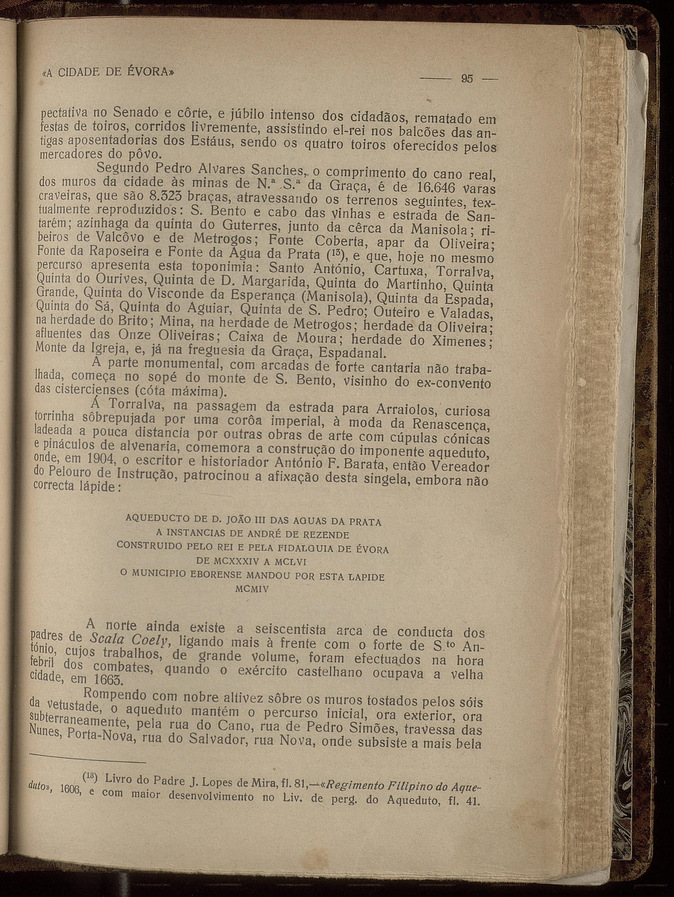 «A CIDADE DE ÉVORA» — 95 —
pectativa no Senado e côrte, e júbilo intenso dos cidadãos, rematado em
festas de toiros, corridos livremente, assistindo el-rei nos balcões das an-
tigas aposentadorias dos Estáus, sendo os quatro toiros oferecidos pelos
mercadores do pôvo.
Segundo Pedro Alvares Sanches, o comprimento do cano real,
dos muros da cidade às minas de N.ª S.ª da Graça, é de 16.646 varas
craveiras, que são 8.323 braças, atravessando os terrenos seguintes, tex-
tualmente reproduzidos: S. Bento e cabo das vinhas e estrada de San-
tarém; azinhaga da quinta do Guterres, junto da cêrca da Manisola; ri-
beiros de Valcôvo e de Metrogos; Fonte Coberta, apar da Oliveira;
Fonte da Raposeira e Fonte da Água da Prata (¹³), e que, hoje no mesmo
percurso apresenta esta toponimia: Santo António, Cartuxa, Torralva,
Quinta do Ourives, Quinta de D. Margarida, Quinta do Martinho, Quinta
Grande, Quinta do Visconde da Esperança (Manisola), Quinta da Espada,
Quinta do Sá, Quinta do Aguiar, Quinta de S. Pedro; Outeiro e Valadas,
na herdade do Brito; Mina, na herdade de Metrogos; herdade da Oliveira;
afluentes das Onze Oliveiras; Caixa de Moura; herdade do Ximenes;
Monte da Igreja, e, já na freguesia da Graça, Espadanal.
A parte monumental, com arcadas de forte cantaria não traba-
lhada, começa no sopé do monte de S. Bento, visinho do ex-convento
das cistercienses (cóta máxima).
Á Torralva, na passagem da estrada para Arraiolos, curiosa
torrinha sôbrepujada por uma corôa imperial, à moda da Renascença,
ladeada a pouca distancia por outras obras de arte com cúpulas cónicas
e pináculos de alvenaria, comemora a construção do imponente aqueduto,
onde, em 1904, o escritor e historiador António F. Barata, então Vereador
do Pelouro de Instrução, patrocinou a afixação desta singela, embora não
correcta lápide:
AQUEDUCTO DE D. JOÃO III DAS AGUAS DA PRATA
A INSTANCIAS DE ANDRÉ DE REZENDE
CONSTRUIDO PELO REI E PELA FIDALGUIA DE ÉVORA
DE MCXXXIV A MCLVI
O MUNICIPIO EBORENSE MANDOU POR ESTA LAPIDE
MCMIV
A norte ainda existe a seiscentista arca de conducta dos
padres de Scala Coely, ligando mais à frente com o forte de S.to An-
tónio, cujos trabalhos, de grande volume, foram efectuados na hora
febril dos combates, quando o exército castelhano ocupava a velha
cidade, em 1663.
Rompendo com nobre altivez sôbre os muros tostados pelos sóis
da vetustade, o aqueduto mantém o percurso inicial, ora exterior, ora
subterraneamente, pela rua do Cano, rua de Pedro Simões, travessa das
Nunes, Porta-Nova, rua do Salvador, rua Nova, onde subsiste a mais bela
(¹³) Livro do Padre J. Lopes de Mira, fl. 81,—«Regimento Filipino do Aque-
duto», 1606, e com maior desenvolvimento no Liv. de perg. do Aqueduto, fl. 41.